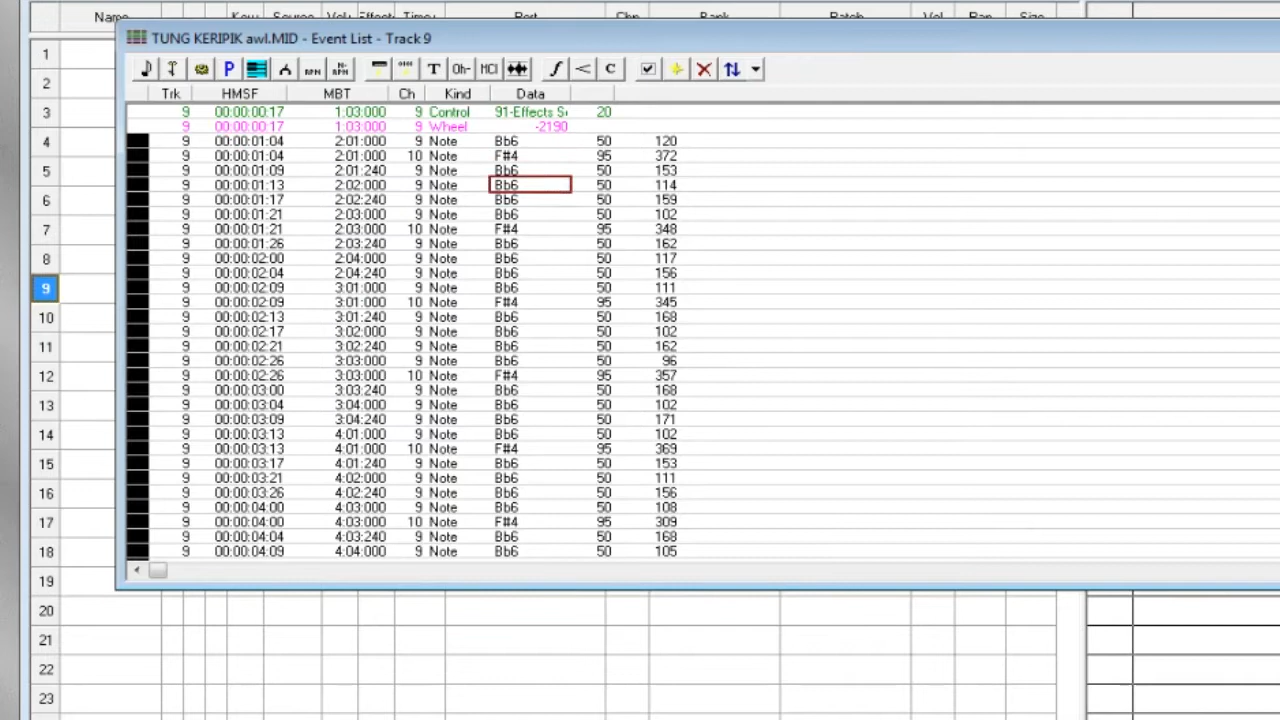 Name Key Source Vol Time+ Port Chn Bank Patch Vol Pan Size
TUNG KERIPIK awl.MID - Event List - Track 9
P RPN N-RPN T Oh- MCI f < C
Trk HMSF MBT Ch Kind Data
9 00:00:00:17 1:03:000 9 Control 91-Effects S 20
9 00:00:00:17 1:03:000 9 Wheel -2190
9 00:00:01:04 2:01:000 9 Note Bb6 50 120
9 00:00:01:04 2:01:000 10 Note F#4 95 372
9 00:00:01:09 2:01:240 9 Note Bb6 50 153
9 00:00:01:13 2:02:000 9 Note Bb6 50 114
9 00:00:01:17 2:02:240 9 Note Bb6 50 159
9 00:00:01:21 2:03:000 9 Note Bb6 50 102
9 00:00:01:21 2:03:000 10 Note F#4 95 348
9 00:00:01:26 2:03:240 9 Note Bb6 50 162
9 00:00:02:00 2:04:000 9 Note Bb6 50 117
9 00:00:02:04 2:04:240 9 Note Bb6 50 156
9 00:00:02:09 3:01:000 9 Note Bb6 50 111
9 00:00:02:09 3:01:000 10 Note F#4 95 345
9 00:00:02:13 3:01:240 9 Note Bb6 50 168
9 00:00:02:17 3:02:000 9 Note Bb6 50 102
9 00:00:02:21 3:02:240 9 Note Bb6 50 162
9 00:00:02:26 3:03:000 9 Note Bb6 50 96
9 00:00:02:26 3:03:000 10 Note F#4 95 357
9 00:00:03:00 3:03:240 9 Note Bb6 50 168
9 00:00:03:04 3:04:000 9 Note Bb6 50 102
9 00:00:03:09 3:04:240 9 Note Bb6 50 171
9 00:00:03:13 4:01:000 9 Note Bb6 50 102
9 00:00:03:13 4:01:000 10 Note F#4 95 369
9 00:00:03:17 4:01:240 9 Note Bb6 50 153
9 00:00:03:21 4:02:000 9 Note Bb6 50 111
9 00:00:03:26 4:02:240 9 Note Bb6 50 156
9 00:00:04:00 4:03:000 9 Note Bb6 50 108
9 00:00:04:00 4:03:000 10 Note F#4 95 309
9 00:00:04:04 4:03:240 9 Note Bb6 50 168
9 00:00:04:09 4:04:000 9 Note Bb6 50 105
1
2
3
4
5
6
7
8
9
10
11
12
13
14
15
16
17
18
19
20
21
22
23